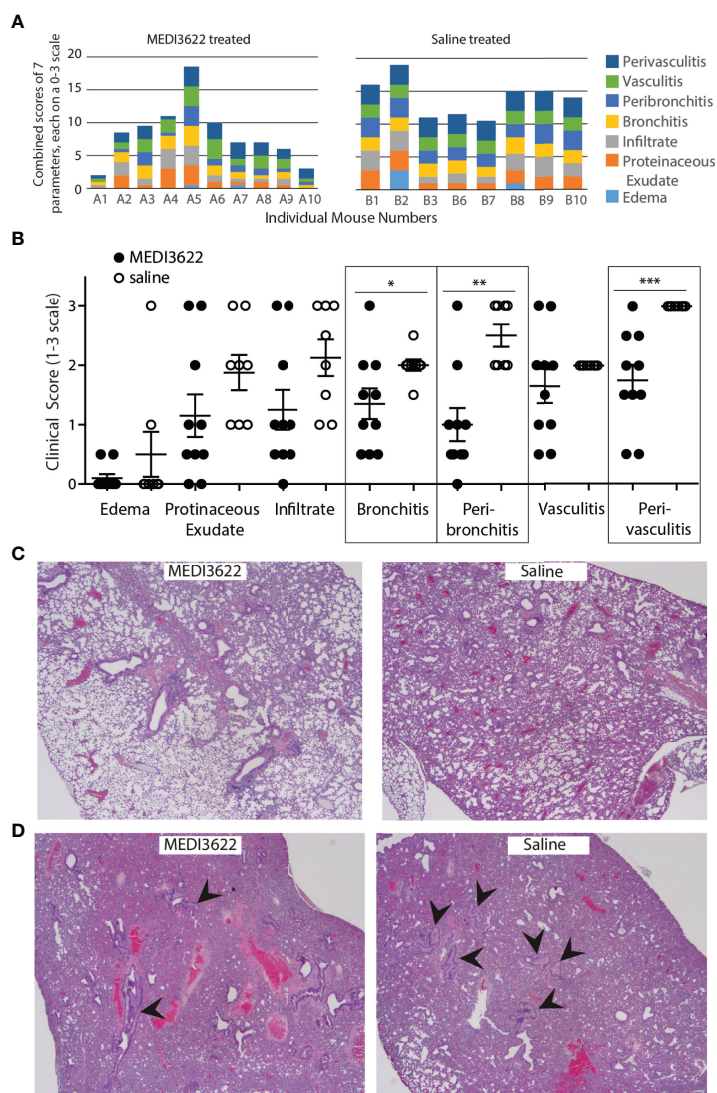 A
MEDI3622 treated
Saline treated
Combined scores of 7
parameters, each on a 0-3 scale
20
15
10
5
0
A1 A2 A3 A4 A5 A6 A7 A8 A9 A10
B1 B2 B3 B6 B7 B8 B9 B10
Individual Mouse Numbers
Perivasculitis
Vasculitis
Peribronchitis
Bronchitis
Infiltrate
Proteinaceous
Exudate
Edema
B
MEDI3622
saline
Clinical Score (1-3 scale)
3
2
1
0
*
**
***
Edema
Protinaceous
Exudate
Infiltrate
Bronchitis
Peri-
bronchitis
Vasculitis
Peri-
vasculitis
C
MEDI3622
Saline
D
MEDI3622
Saline